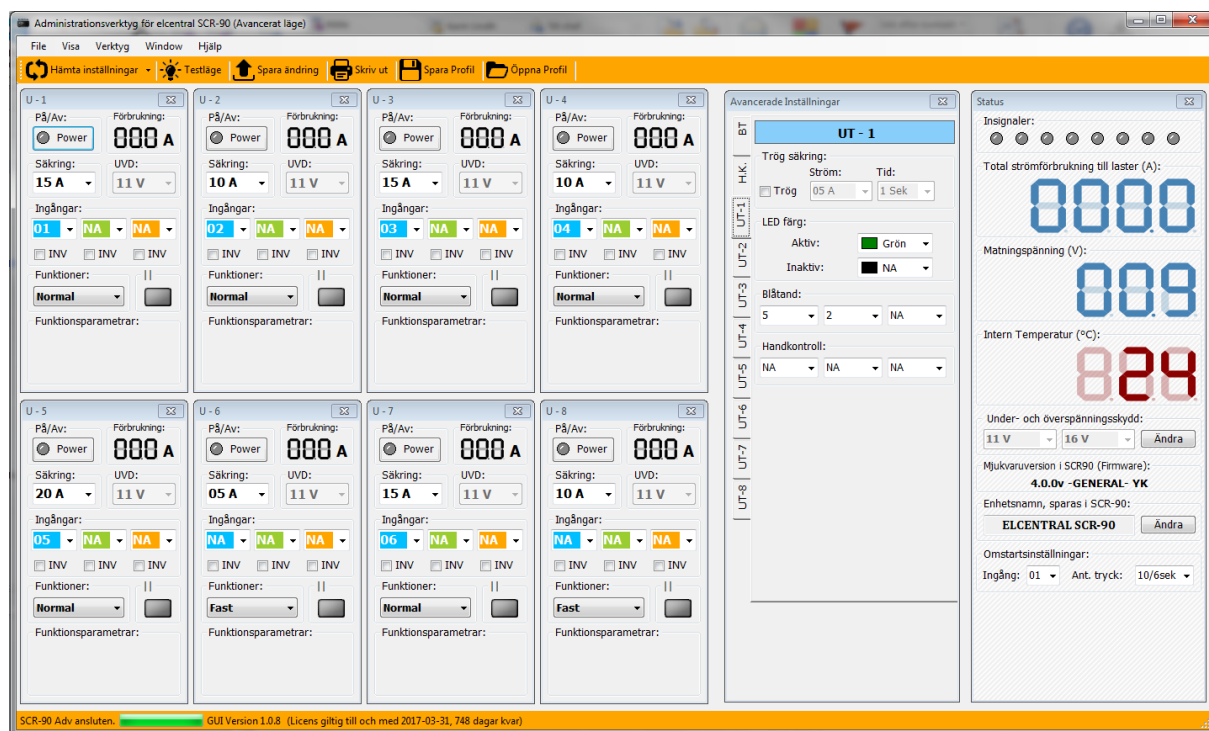 Administrationsverktyg för elcentral SCR-90 (Avancerat läge)
File Visa Verktyg Window Hjälp
Hämta inställningar Testläge Spara ändring Skriv ut Spara Profil Öppna Profil
U - 1
På/Av: Förbrukning:
Power 000 A
Säkring: UVD:
15 A 11 V
Ingångar:
01 NA NA
INV INV INV
Funktioner: ||
Normal
Funktionsparametrar:
U - 2
På/Av: Förbrukning:
Power 000 A
Säkring: UVD:
10 A 11 V
Ingångar:
02 NA NA
INV INV INV
Funktioner: ||
Normal
Funktionsparametrar:
U - 3
På/Av: Förbrukning:
Power 000 A
Säkring: UVD:
15 A 11 V
Ingångar:
03 NA NA
INV INV INV
Funktioner: ||
Normal
Funktionsparametrar:
U - 4
På/Av: Förbrukning:
Power 000 A
Säkring: UVD:
10 A 11 V
Ingångar:
04 NA NA
INV INV INV
Funktioner: ||
Normal
Funktionsparametrar:
U - 5
På/Av: Förbrukning:
Power 000 A
Säkring: UVD:
20 A 11 V
Ingångar:
05 NA NA
INV INV INV
Funktioner: ||
Normal
Funktionsparametrar:
U - 6
På/Av: Förbrukning:
Power 000 A
Säkring: UVD:
05 A 11 V
Ingångar:
NA NA NA
INV INV INV
Funktioner: ||
Fast
Funktionsparametrar:
U - 7
På/Av: Förbrukning:
Power 000 A
Säkring: UVD:
15 A 11 V
Ingångar:
06 NA NA
INV INV INV
Funktioner: ||
Normal
Funktionsparametrar:
U - 8
På/Av: Förbrukning:
Power 000 A
Säkring: UVD:
10 A 11 V
Ingångar:
NA NA NA
INV INV INV
Funktioner: ||
Fast
Funktionsparametrar:
Avancerade Inställningar
BT
H.K.
UT-1
UT-2
UT-3
UT-4
UT-5
UT-6
UT-7
UT-8
UT - 1
Trög säkring:
Ström: Tid:
Trög 05 A 1 Sek
LED färg:
Aktiv: Grön
Inaktiv: NA
Blåtand:
5 2 NA
Handkontroll:
NA NA NA
Status
Insignaler:
Total strömförbrukning till laster (A):
Matningspänning (V):
Intern Temperatur (°C):
24
Under- och överspänningsskydd:
11 V 16 V Ändra
Mjukvaruversion i SCR90 (Firmware):
4.0.0v -GENERAL- YK
Enhetsnamn, sparas i SCR-90:
ELCENTRAL SCR-90 Ändra
Omstartsinställningar:
Ingång: 01 Ant. tryck: 10/6sek
SCR-90 Adv ansluten. GUI Version 1.0.8 (Licens giltig till och med 2017-03-31, 748 dagar kvar)